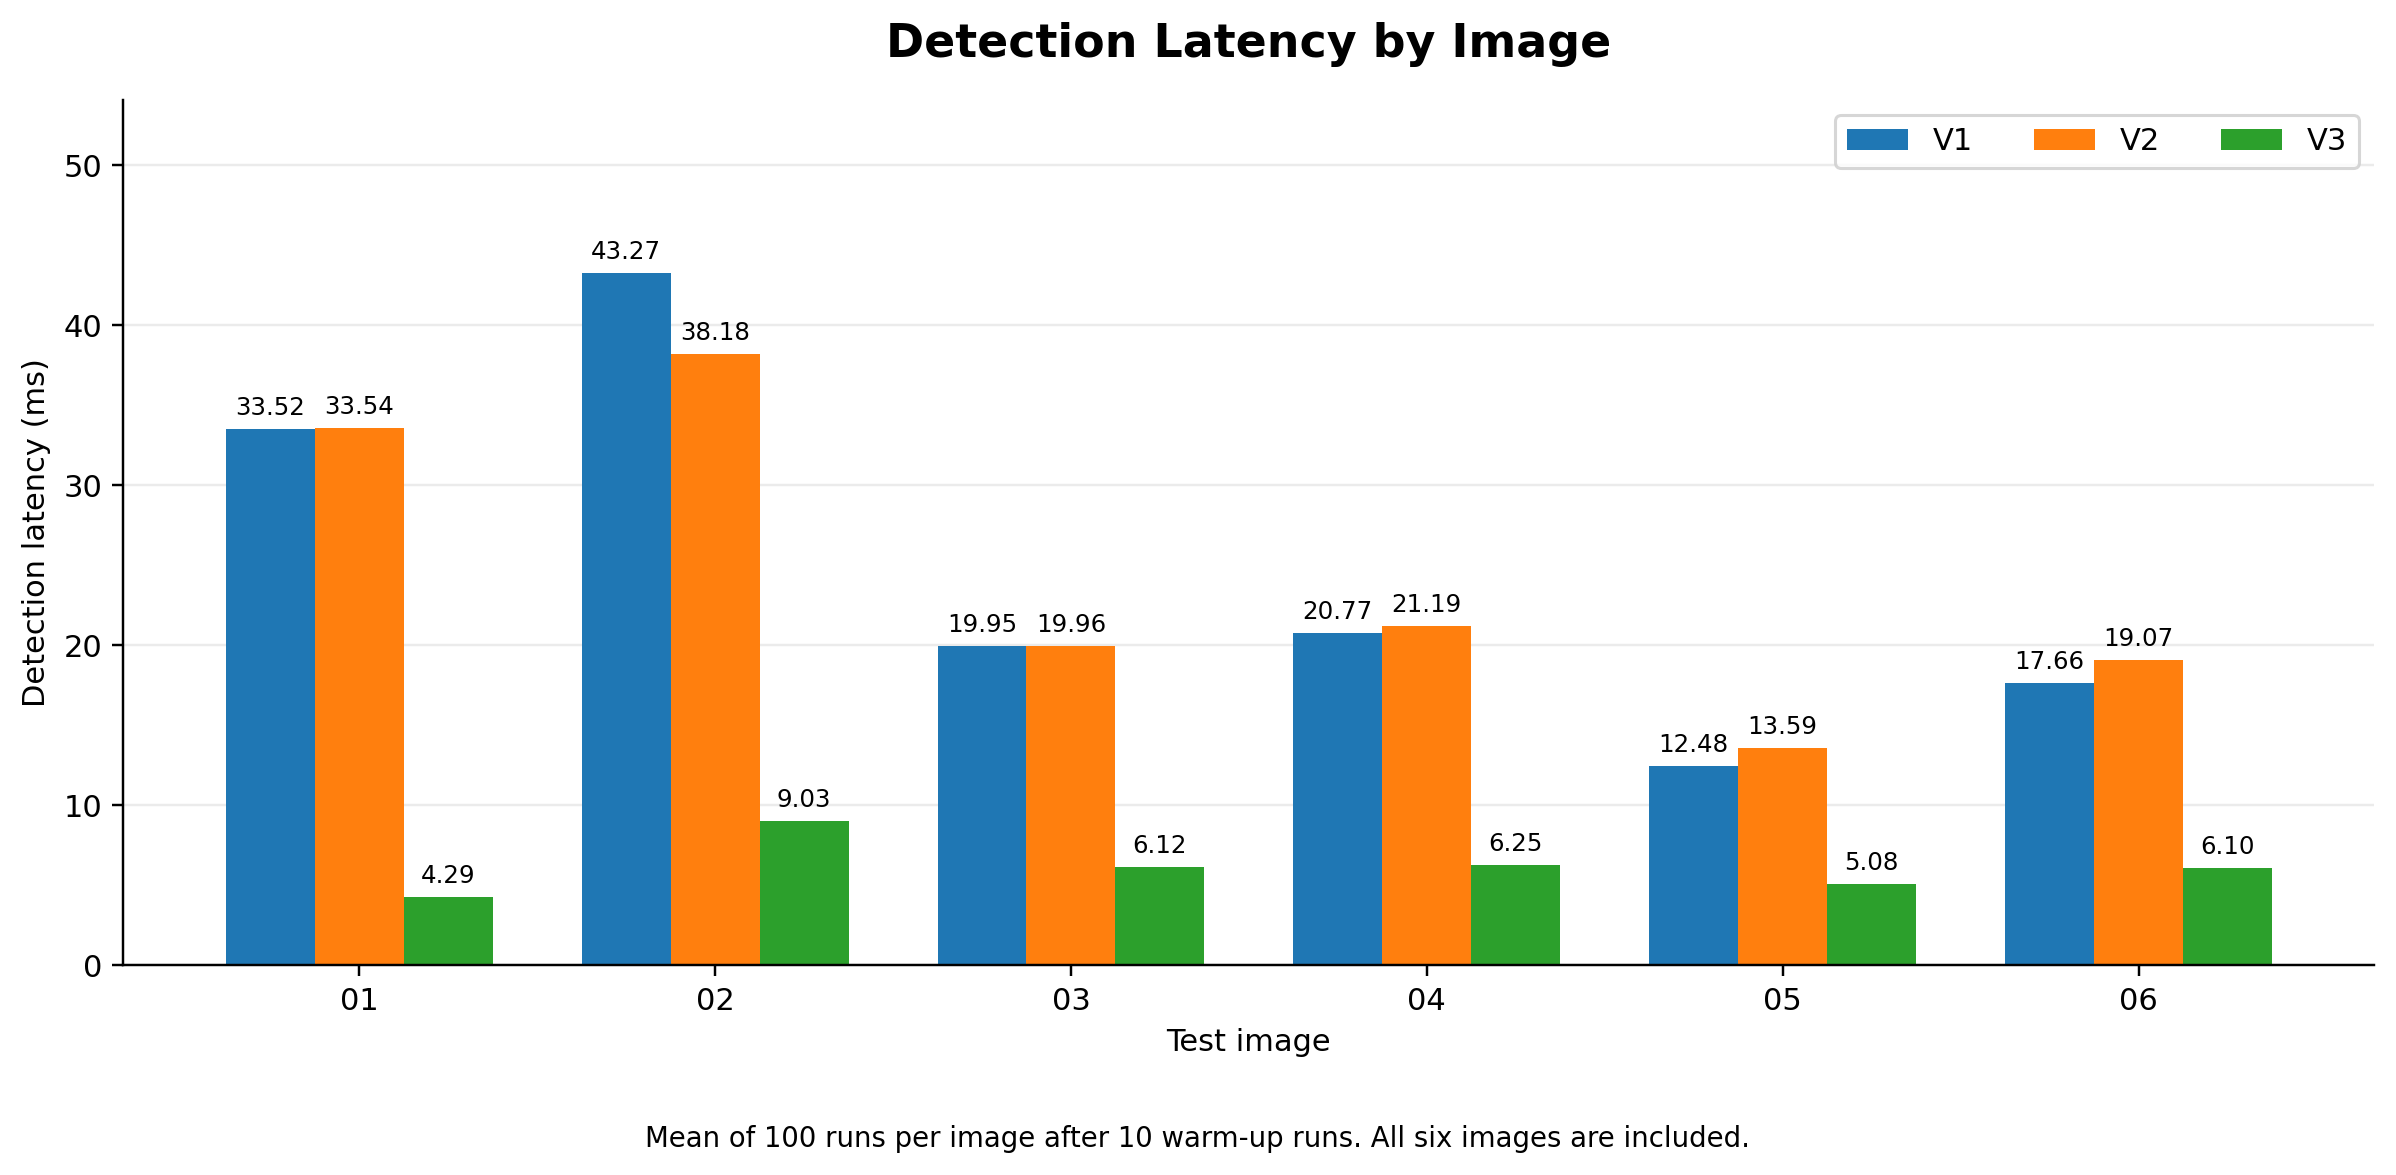 Detection Latency by Image
V1 V2 V3
Detection latency (ms)
50
40
30
20
10
0
33.52 33.54 4.29
43.27 38.18 9.03
19.95 19.96 6.12
20.77 21.19 6.25
12.48 13.59 5.08
17.66 19.07 6.10
01 02 03 04 05 06
Test image
Mean of 100 runs per image after 10 warm-up runs. All six images are included.